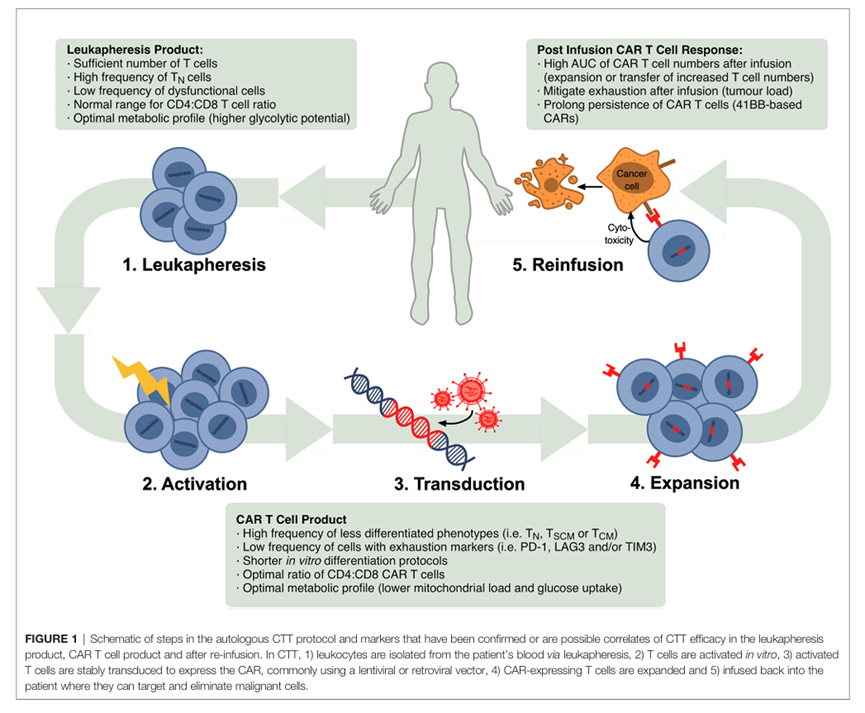 Leukapheresis Product:
· Sufficient number of T cells
· High frequency of TN cells
· Low frequency of dysfunctional cells
· Normal range for CD4:CD8 T cell ratio
· Optimal metabolic profile (higher glycolytic potential)
Post Infusion CAR T Cell Response:
· High AUC of CAR T cell numbers after infusion
(expansion or transfer of increased T cell numbers)
· Mitigate exhaustion after infusion (tumour load)
· Prolong persistence of CAR T cells (41BB-based
CARs)
Cancer
cell
Cyto-
toxicity
1. Leukapheresis
5. Reinfusion
2. Activation
3. Transduction
4. Expansion
CAR T Cell Product
· High frequency of less differentiated phenotypes (i.e. TN, TSCM or TCM)
· Low frequency of cells with exhaustion markers (i.e. PD-1, LAG3 and/or TIM3)
· Shorter in vitro differentiation protocols
· Optimal ratio of CD4:CD8 CAR T cells
· Optimal metabolic profile (lower mitochondrial load and glucose uptake)
FIGURE 1 | Schematic of steps in the autologous CTT protocol and markers that have been confirmed or are possible correlates of CTT efficacy in the leukapheresis
product, CAR T cell product and after re-infusion. In CTT, 1) leukocytes are isolated from the patient's blood via leukapheresis, 2) T cells are activated in vitro, 3) activated
T cells are stably transduced to express the CAR, commonly using a lentiviral or retroviral vector, 4) CAR-expressing T cells are expanded and 5) infused back into the
patient where they can target and eliminate malignant cells.